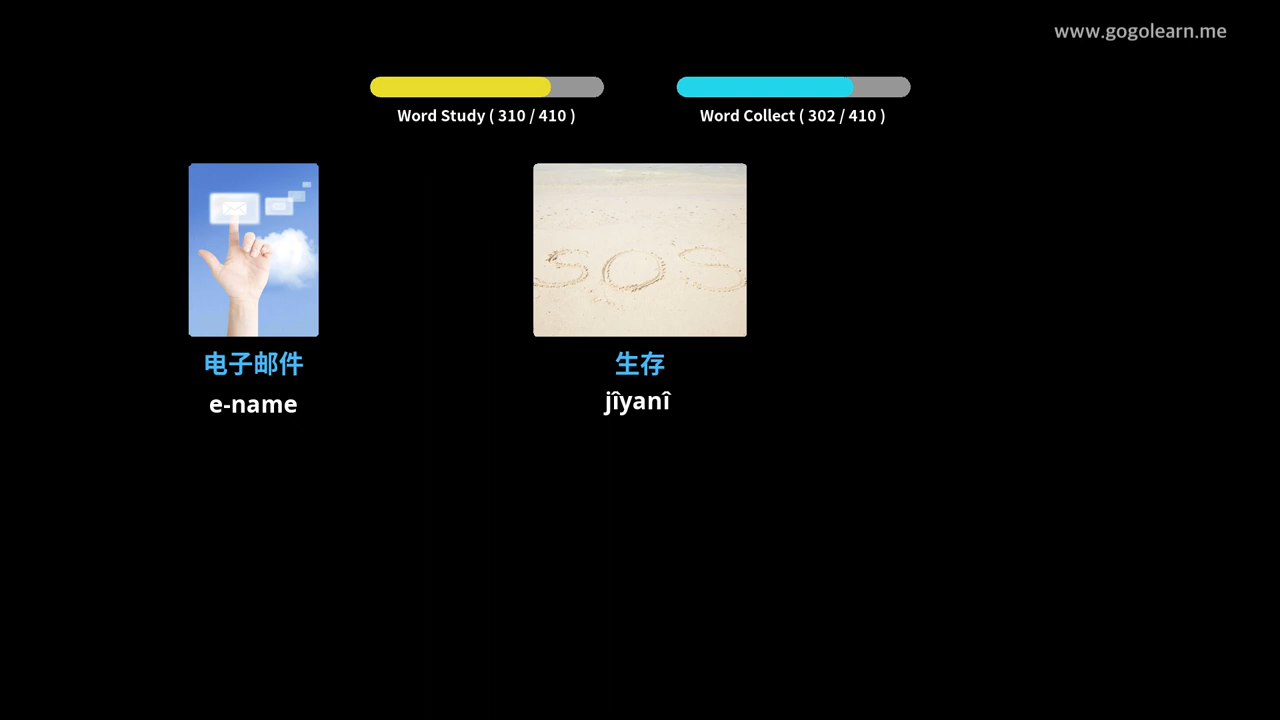 www.gogolearn.me
Word Study ( 310 / 410 )
Word Collect ( 302 / 410 )
SOS
电子邮件
生存
e-name
jîyanî